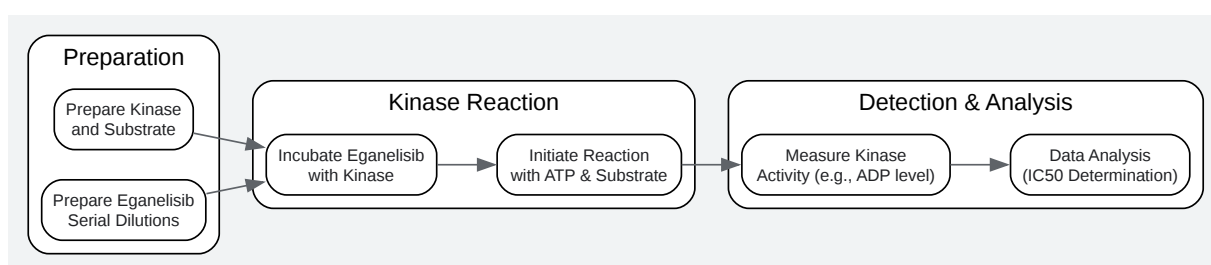 Preparation
Prepare Kinase
and Substrate
Prepare Eganelisib
Serial Dilutions
Kinase Reaction
Incubate Eganelisib
with Kinase
Initiate Reaction
with ATP & Substrate
Detection & Analysis
Measure Kinase
Activity (e.g., ADP level)
Data Analysis
(IC50 Determination)